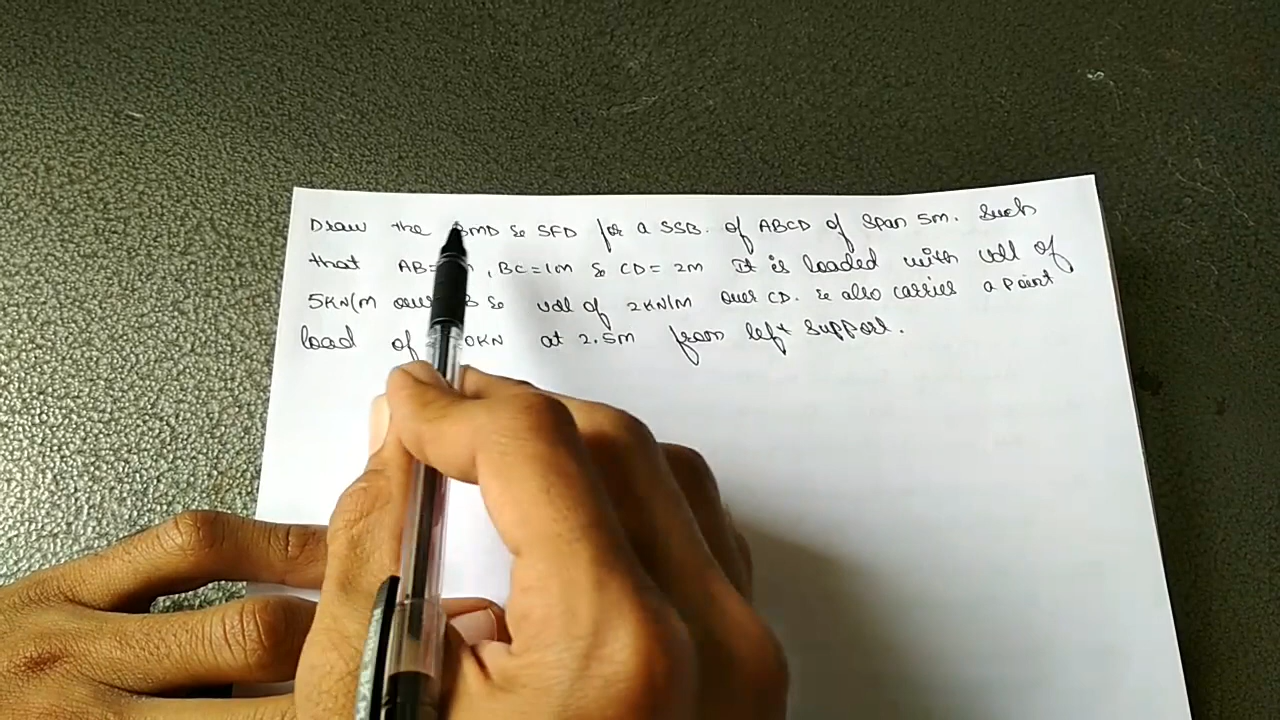 Draw the BMD & SFD for a SSB. of ABCD of span 5m. Such
that AB= , BC=1m & CD= 2m It is loaded with udl of
5KN/m over B & udl of 2KN/m over CD. & also carries a point
load of 0KN at 2.5m from left support.